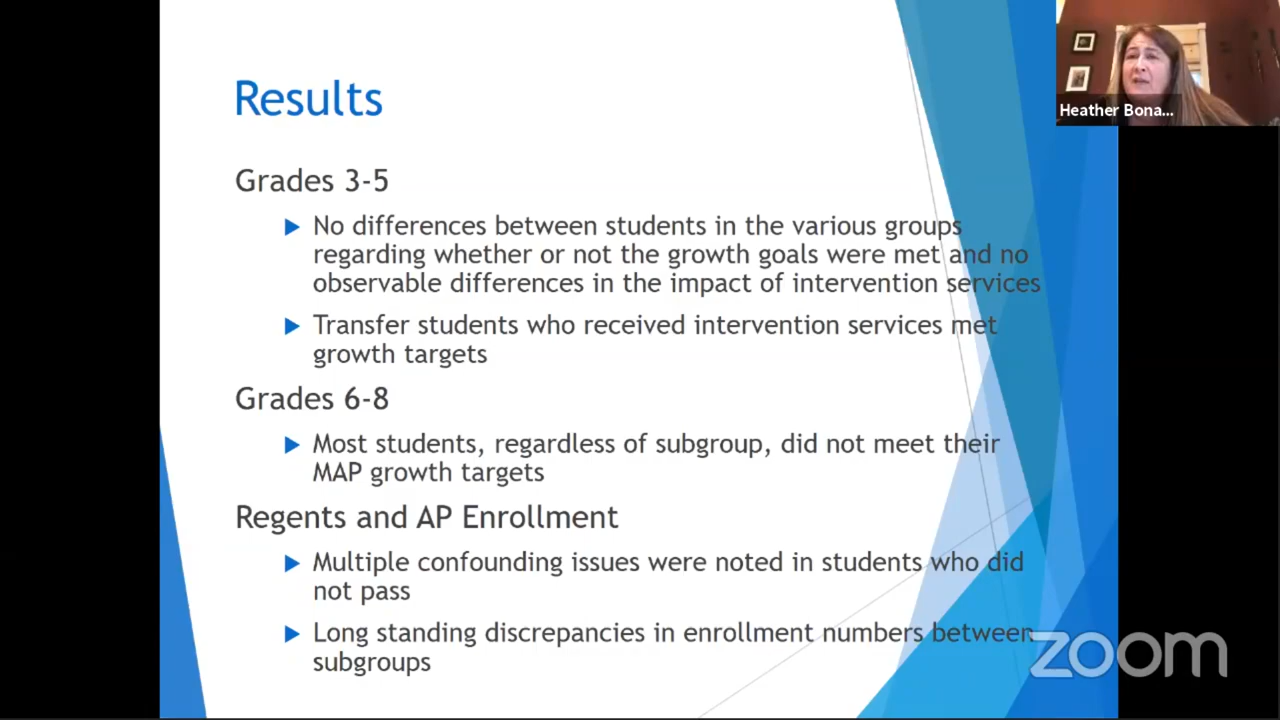 Results
Heather Bona...
Grades 3-5
No differences between students in the various groups
regarding whether or not the growth goals were met and no
observable differences in the impact of intervention services
Transfer students who received intervention services met
growth targets
Grades 6-8
Most students, regardless of subgroup, did not meet their
MAP growth targets
Regents and AP Enrollment
Multiple confounding issues were noted in students who did
not pass
Long standing discrepancies in enrollment numbers between
subgroups
zoom